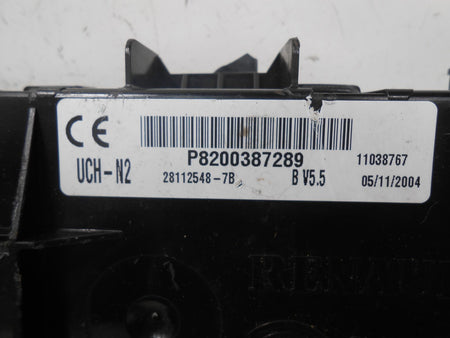 CE
P8200387289 11038767
UCH-N2 28112548-7B B V5.5 05/11/2004
RENAULT